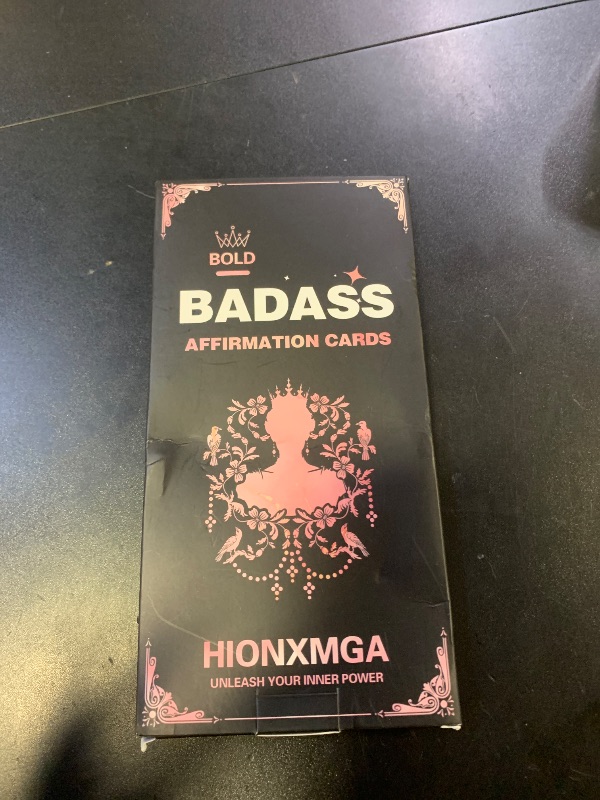 BOLD
BADASS
AFFIRMATION CARDS
HIONXMGA
UNLEASH YOUR INNER POWER